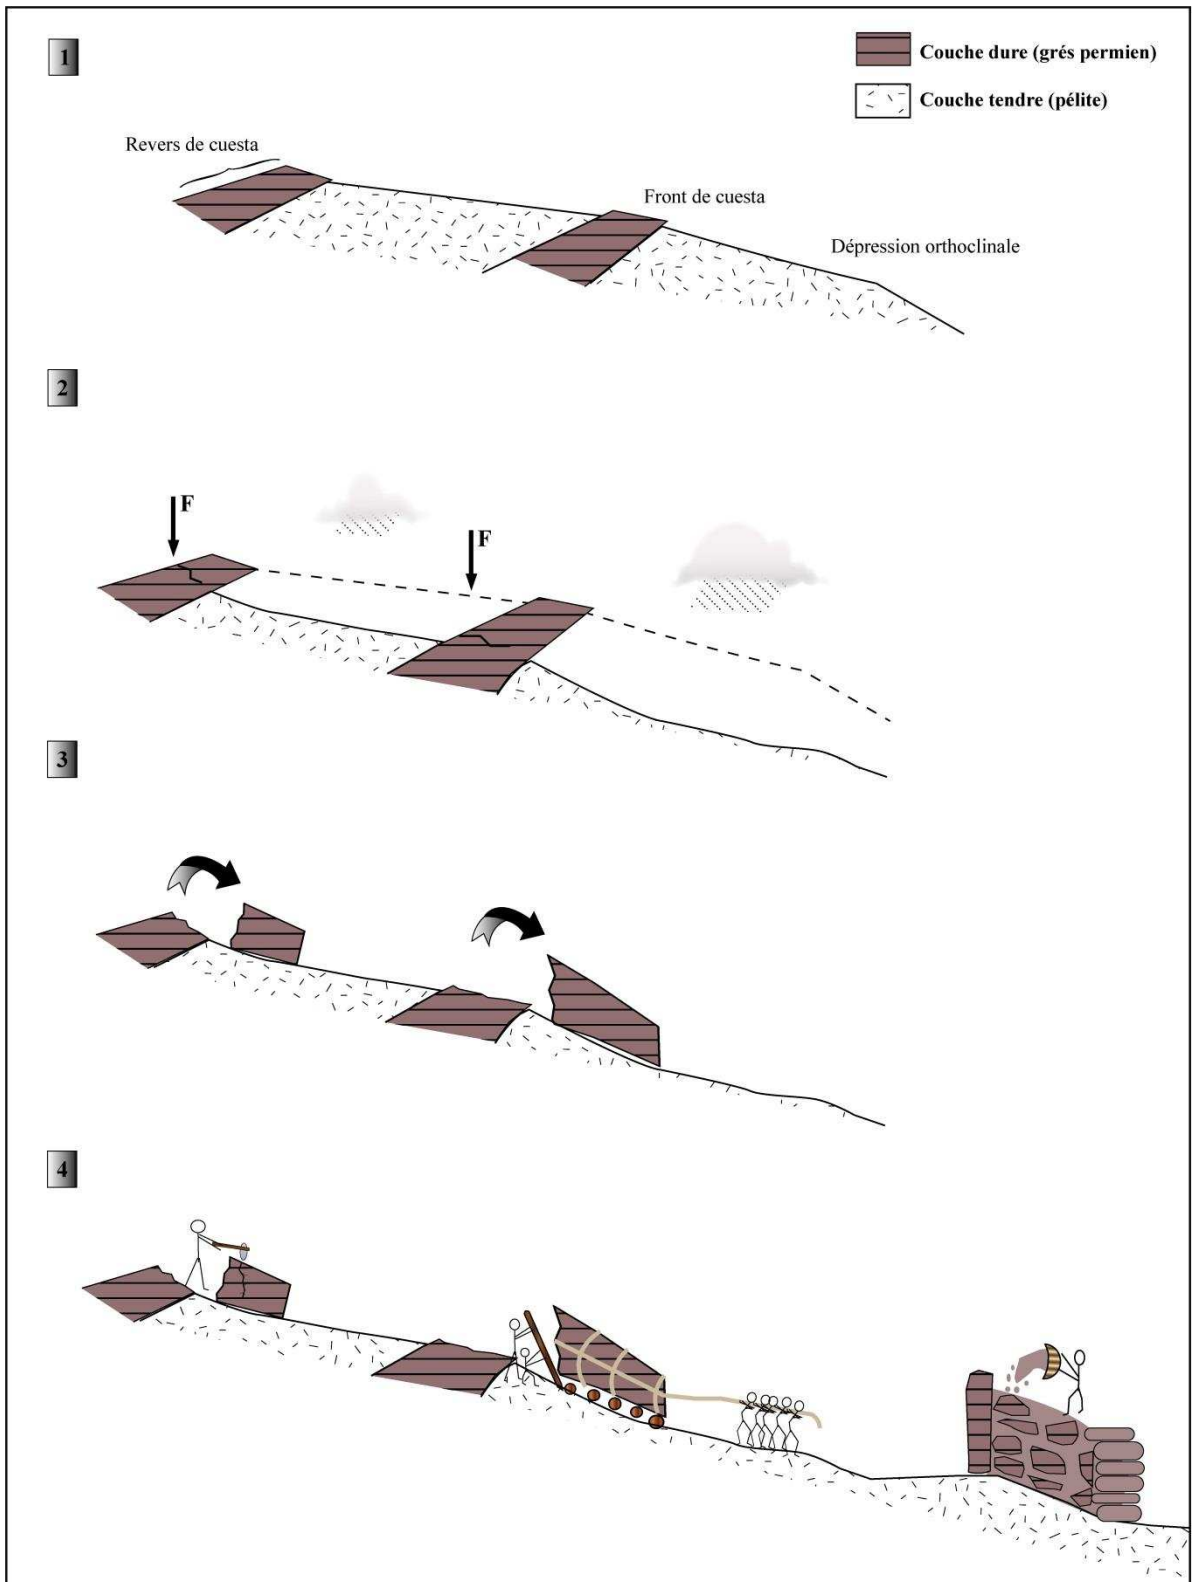 1
Couche dure (grés permien)
Couche tendre (pélite)
Revers de cuesta
Front de cuesta
Dépression orthoclinale
2
F
F
3
4